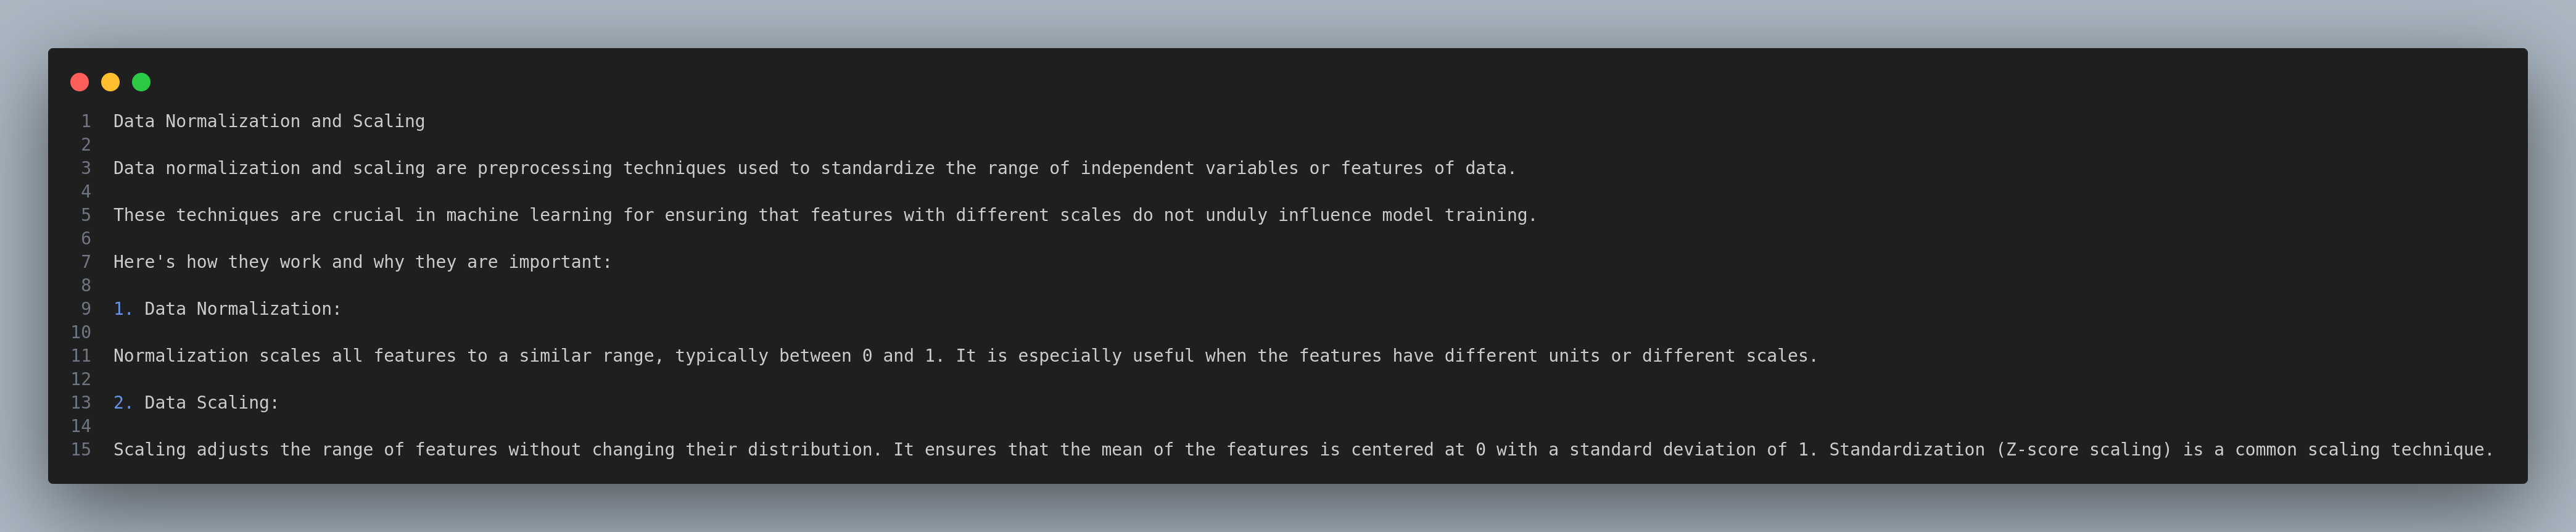 1 Data Normalization and Scaling
2
3 Data normalization and scaling are preprocessing techniques used to standardize the range of independent variables or features of data.
4
5 These techniques are crucial in machine learning for ensuring that features with different scales do not unduly influence model training.
6
7 Here's how they work and why they are important:
8
9 1. Data Normalization:
10
11 Normalization scales all features to a similar range, typically between 0 and 1. It is especially useful when the features have different units or different scales.
12
13 2. Data Scaling:
14
15 Scaling adjusts the range of features without changing their distribution. It ensures that the mean of the features is centered at 0 with a standard deviation of 1. Standardization (Z-score scaling) is a common scaling technique.